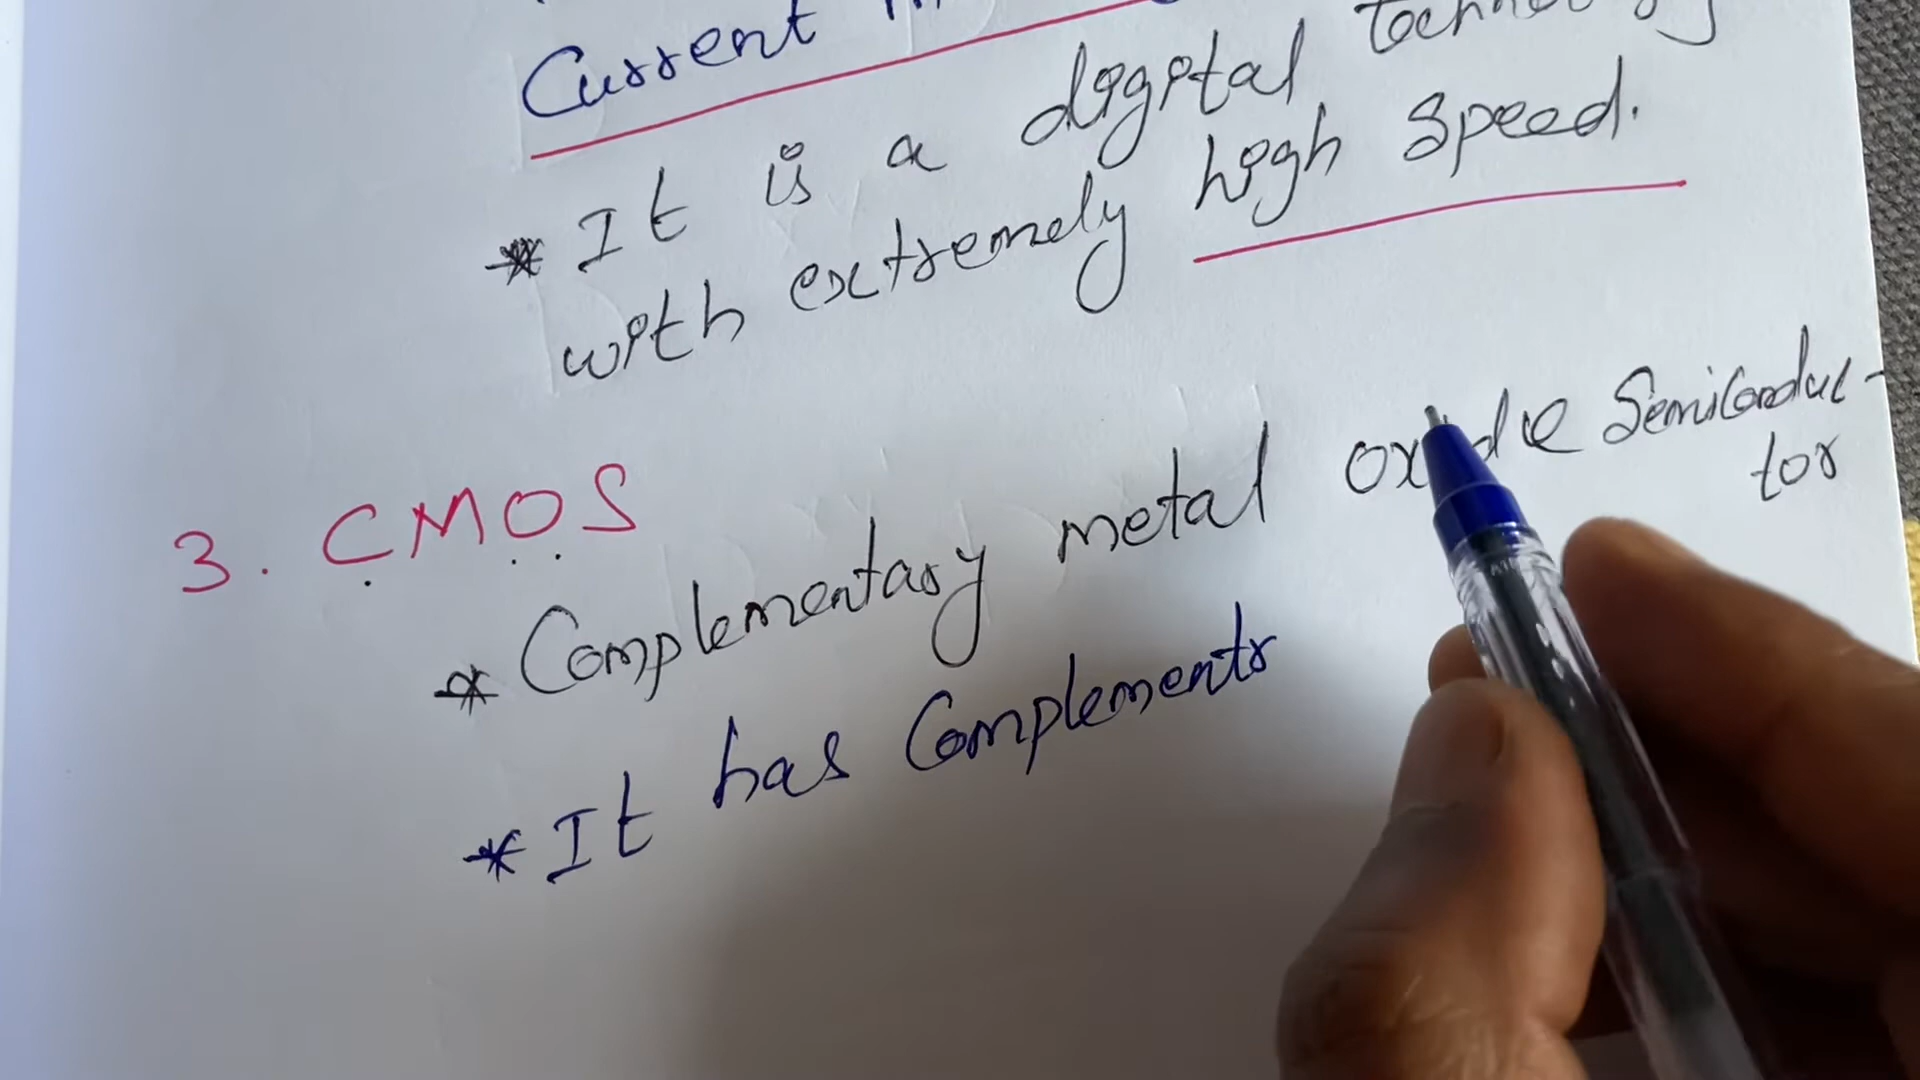 Current
It is a digital technology
with extremely high speed.
3. CMOS
* Complementary metal oxide Semiconduc-
tor
* It has Complements